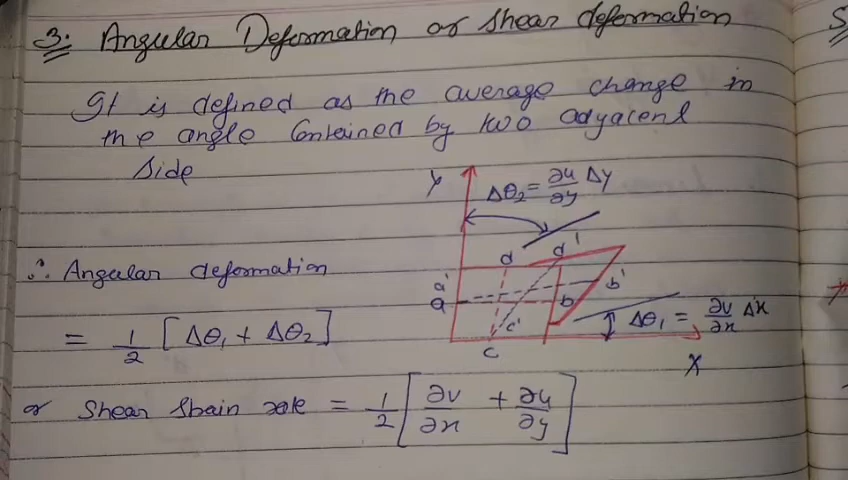 3. Angular Deformation or Shear deformation
S
It is defined as the average change in
the angle Contained by two adyacent
Side
Y
Δθ₂ = ∂u/∂y Δy
d d'
∴ Angular deformation
a'
a b b'
= 1/2 [Δθ₁ + Δθ₂]
c' Δθ₁ = ∂v/∂x Δx
c
X
or Shear Strain rate = 1/2 [∂v/∂x + ∂u/∂y]